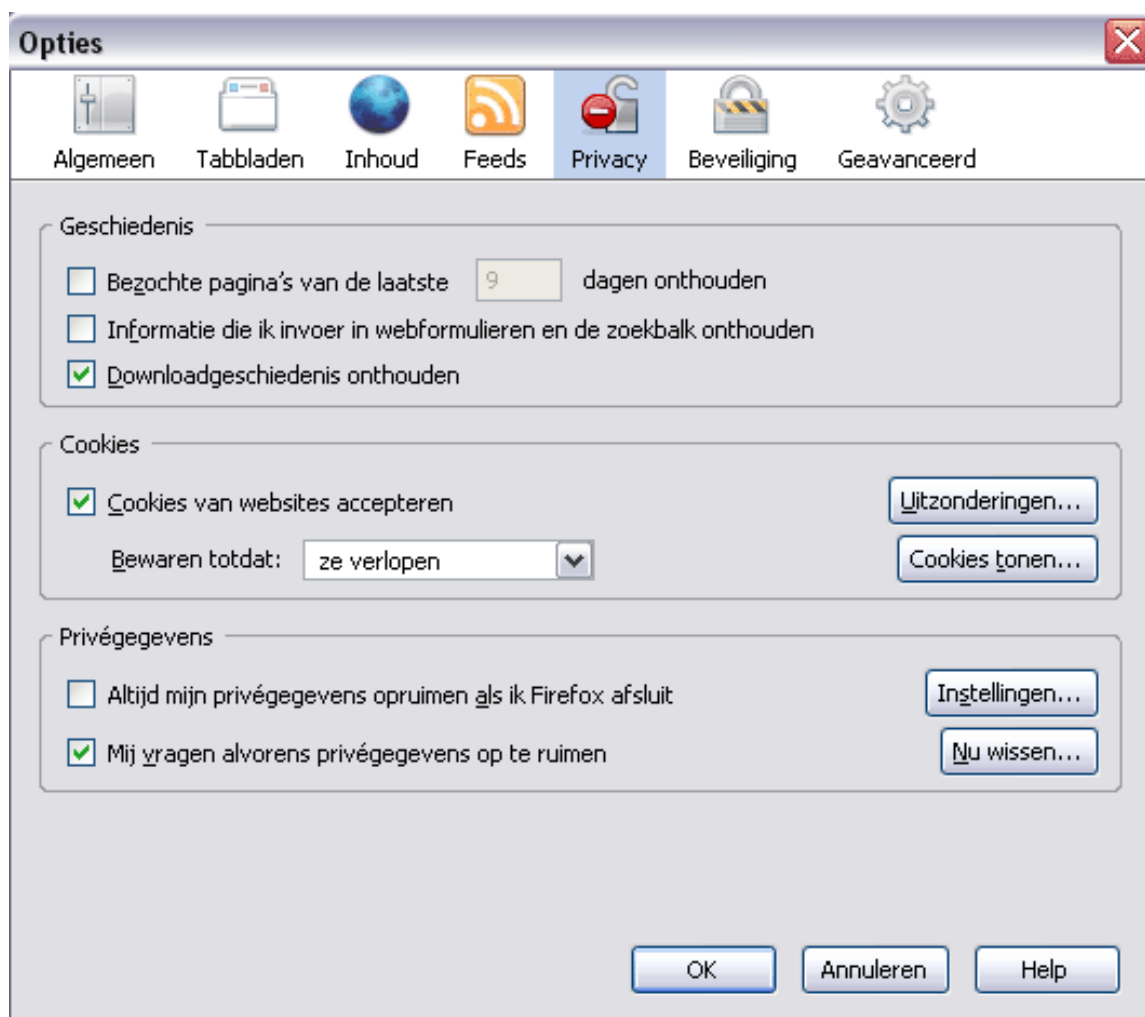 Opties
Algemeen Tabbladen Inhoud Feeds Privacy Beveiliging Geavanceerd
Geschiedenis
Bezochte pagina's van de laatste 9 dagen onthouden
Informatie die ik invoer in webformulieren en de zoekbalk onthouden
Downloadgeschiedenis onthouden
Cookies
Cookies van websites accepteren Uitzonderingen...
Bewaren totdat: ze verlopen Cookies tonen...
Privégegevens
Altijd mijn privégegevens opruimen als ik Firefox afsluit Instellingen...
Mij vragen alvorens privégegevens op te ruimen Nu wissen...
OK Annuleren Help